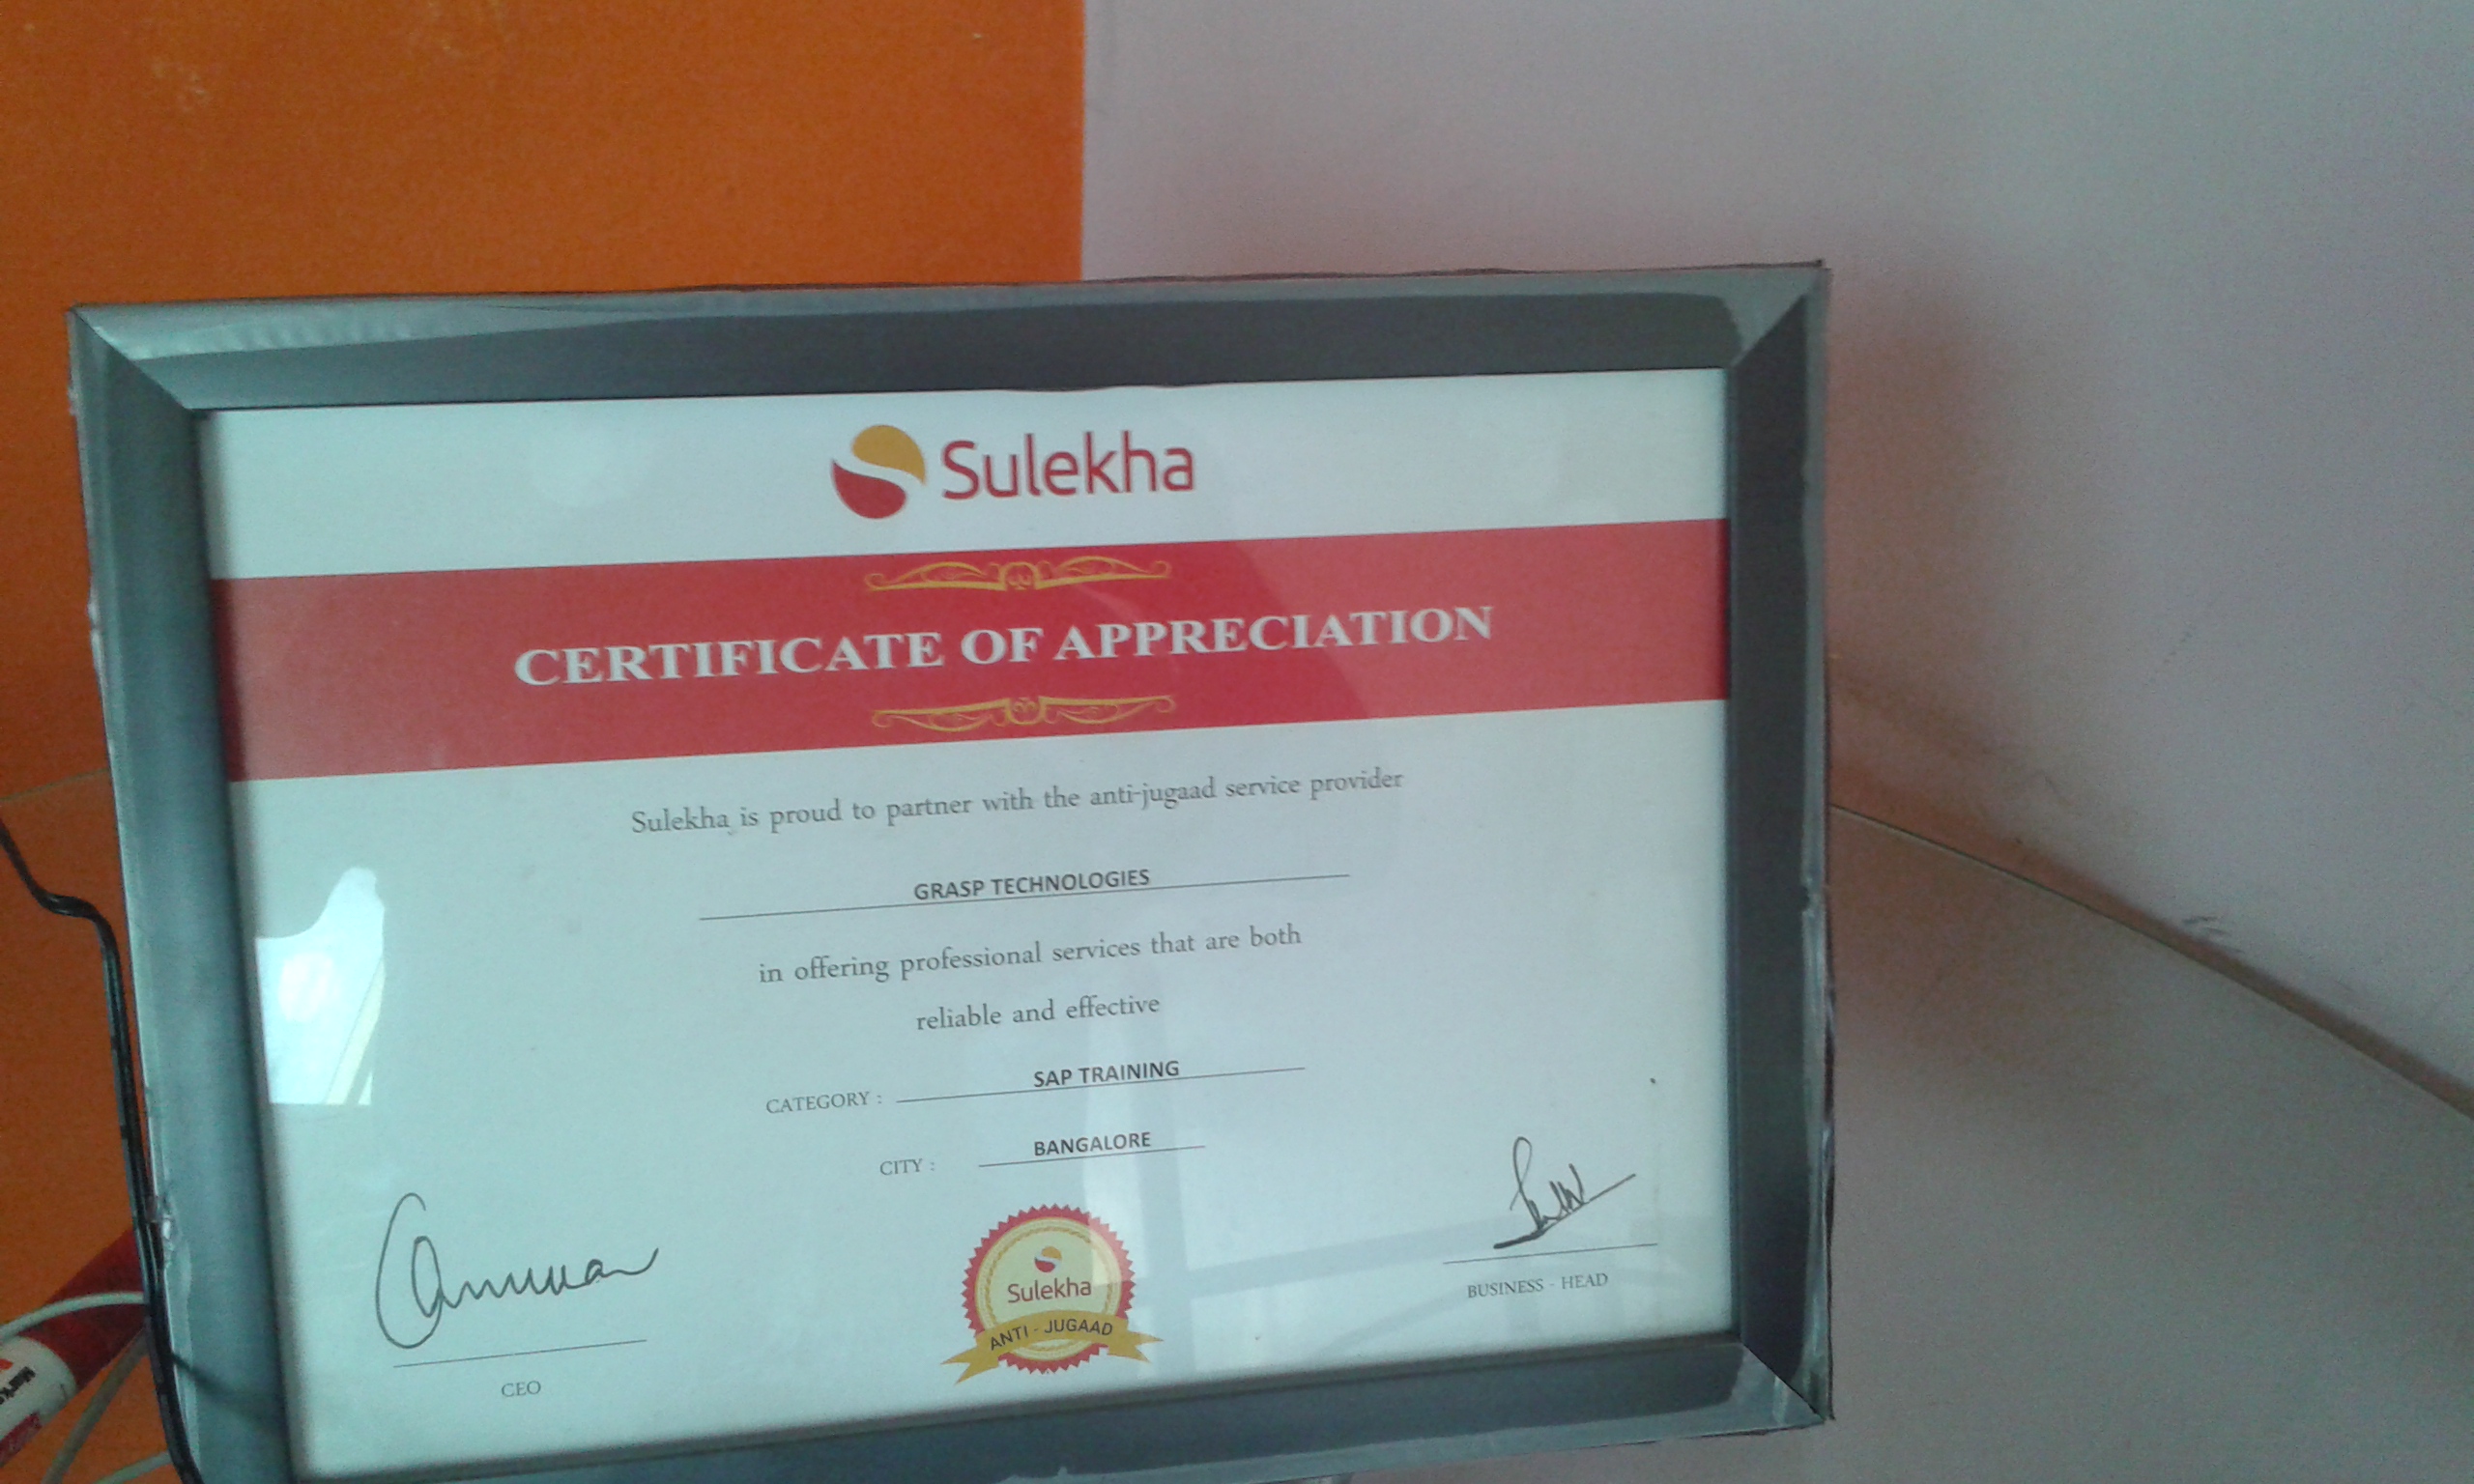 Sulekha
CERTIFICATE OF APPRECIATION
Sulekha is proud to partner with the anti-jugaad service provider
GRASP TECHNOLOGIES
in offering professional services that are both
reliable and effective
CATEGORY : SAP TRAINING
CITY : BANGALORE
Sulekha
ANTI - JUGAAD
CEO
BUSINESS - HEAD